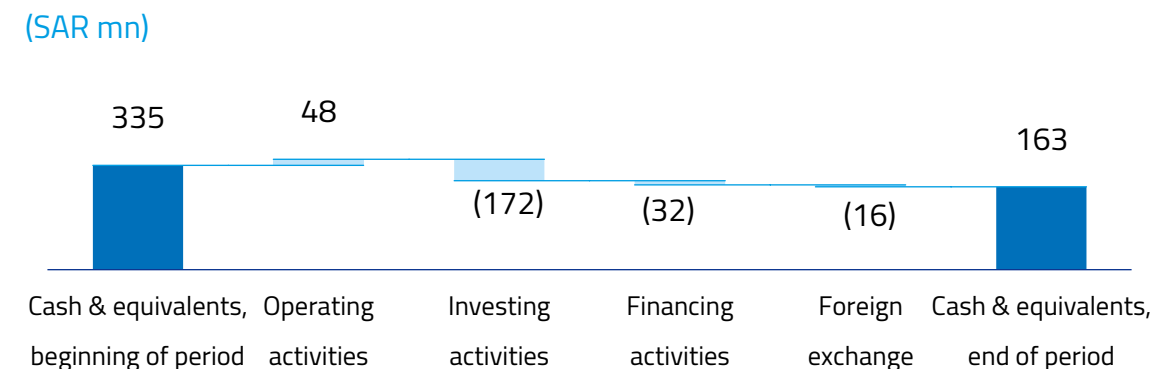 (SAR mn)
335
48
(172)
(32)
(16)
163
Cash & equivalents,
beginning of period
Operating
activities
Investing
activities
Financing
activities
Foreign
exchange
Cash & equivalents,
end of period